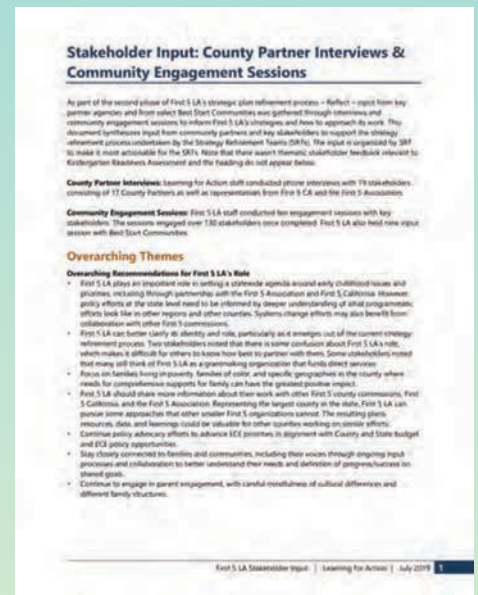 Stakeholder Input: County Partner Interviews &
Community Engagement Sessions
As part of the second phase of First 5 LA's strategic plan refinement process – Reflect – input from key
partner agencies and from select Best Start Communities was gathered through interviews and
community engagement sessions to inform First 5 LA's strategies and how to approach its work. This
document synthesizes input from community partners and key stakeholders to support the strategy
refinement process undertaken by the Strategy Refinement Teams (SRTs). The input is organized by SRT
to make it most actionable for the SRTs. Note that there wasn't thematic stakeholder feedback relevant to
Kindergarten Readiness Assessment and the heading do not appear below.
County Partner Interviews: Learning for Action staff conducted phone interviews with 19 stakeholders
consisting of 17 County Partners as well as representatives from First 5 CA and the First 5 Association.
Community Engagement Sessions: First 5 LA staff conducted ten engagement sessions with key
stakeholders. The sessions engaged over 130 stakeholders once completed. First 5 LA also held nine input
session with Best Start Communities.
Overarching Themes
Overarching Recommendations for First 5 LA's Role
• First 5 LA plays an important role in setting a statewide agenda around early childhood issues and
priorities, including through partnership with the First 5 Association and First 5 California. However,
policy efforts at the state level need to be informed by deeper understanding of what programmatic
efforts look like in other regions and other counties. Systems change efforts may also benefit from
collaboration with other First 5 commissions.
• First 5 LA can better clarify its identity and role, particularly as it emerges out of the current strategy
refinement process. Two stakeholders noted that there is some confusion about First 5 LA's role,
which makes it difficult for others to know how best to partner with them. Some stakeholders noted
that many still think of First 5 LA as a grantmaking organization that funds direct services.
• Focus on families living in poverty, families of color, and specific geographies in the county where
needs for comprehensive supports for family can have the greatest positive impact.
• First 5 LA should share more information about their work with other first 5 county commissions, First
5 California, and the First 5 Association. Representing the largest county in the state, First 5 LA can
pursue some approaches that other smaller First 5 organizations cannot. The resulting plans,
resources, data, and learnings could be valuable for other counties working on similar efforts.
• Continue policy advocacy efforts to advance ECE priorities in alignment with County and State budget
and ECE policy opportunities.
• Stay closely connected to families and communities, including their voices through ongoing input
processes and collaboration to better understand their needs and definition of progress/success on
shared goals.
• Continue to engage in parent engagement, with careful mindfulness of cultural differences and
different family structures.
First 5 LA Stakeholder Input | Learning for Action | July 2019 1